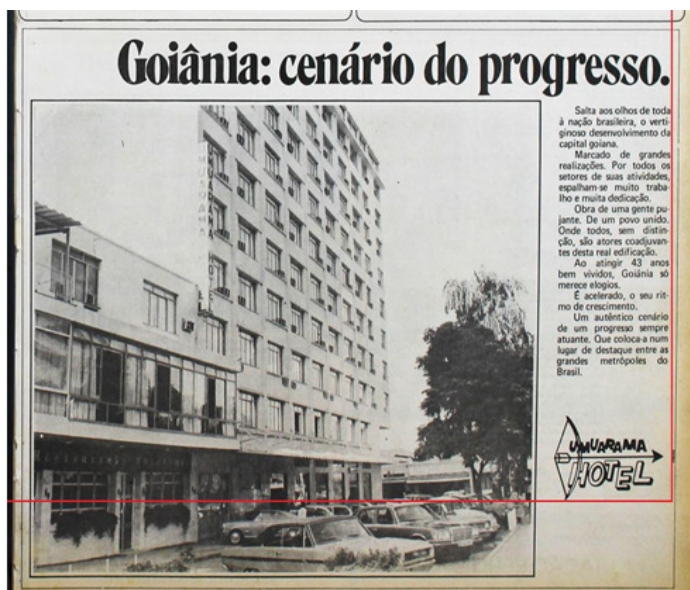 Goiânia: cenário do progresso.
Salta aos olhos de toda
à nação brasileira, o verti-
ginoso desenvolvimento da
capital goiana.
Marcado de grandes
realizações. Por todos os
setores de suas atividades,
espalham-se muito traba-
lho e muita dedicação.
Obra de uma gente pu-
jante. De um povo unido.
Onde todos, sem distin-
ção, são atores coadjuvan-
tes desta real edificação.
Ao atingir 43 anos
bem vividos, Goiânia só
merece elogios.
É acelerado, o seu rit-
mo de crescimento.
Um autêntico cenário
de um progresso sempre
atuante. Que coloca-a num
lugar de destaque entre as
grandes metrópoles do
Brasil.
UMUARAMA
HOTEL
UMUARAMA HOTEL